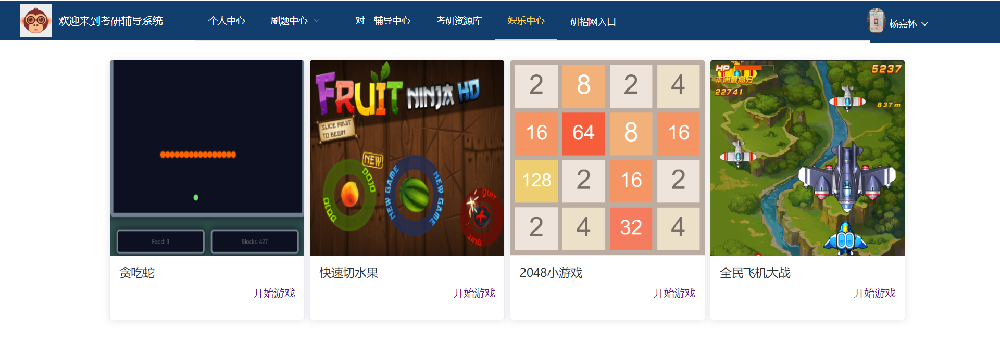 欢迎来到考研辅导系统
个人中心
刷题中心
一对一辅导中心
考研资源库
娱乐中心
研招网入口
杨嘉怀
Food: 3
Blocks: 427
贪吃蛇
开始游戏
FRUIT NINJA HD
SLICE FRUIT
TO BEGIN
NEW
DOJO
DOJO
NEW GAME
NEW GAME
QUIT
QUIT
快速切水果
开始游戏
2 8 2 4
16 64 8 16
128 2 16 2
2 4 32 4
2048小游戏
开始游戏
HP
5237
本周最高分
22741
837m
全民飞机大战
开始游戏